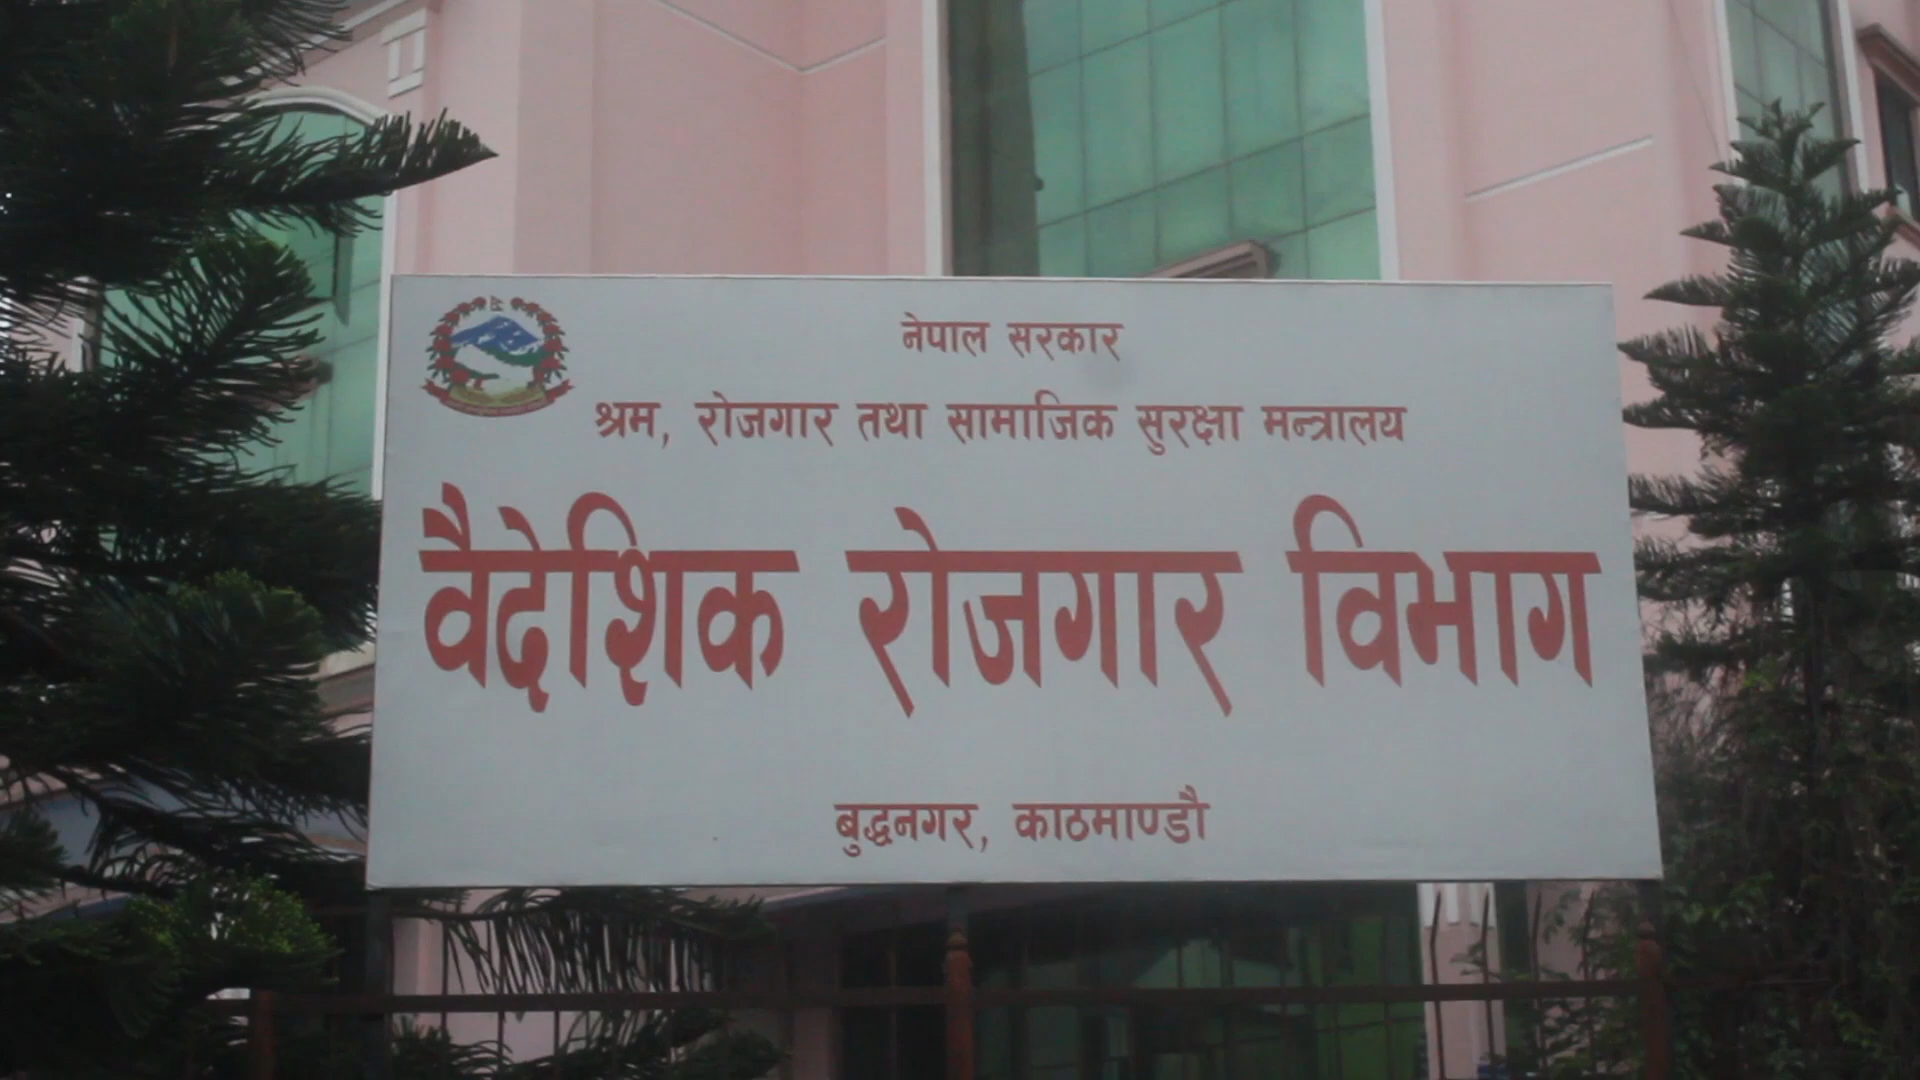 नेपाल सरकार
श्रम, रोजगार तथा सामाजिक सुरक्षा मन्त्रालय
वैदेशिक रोजगार विभाग
बुद्धनगर, काठमाण्डौ